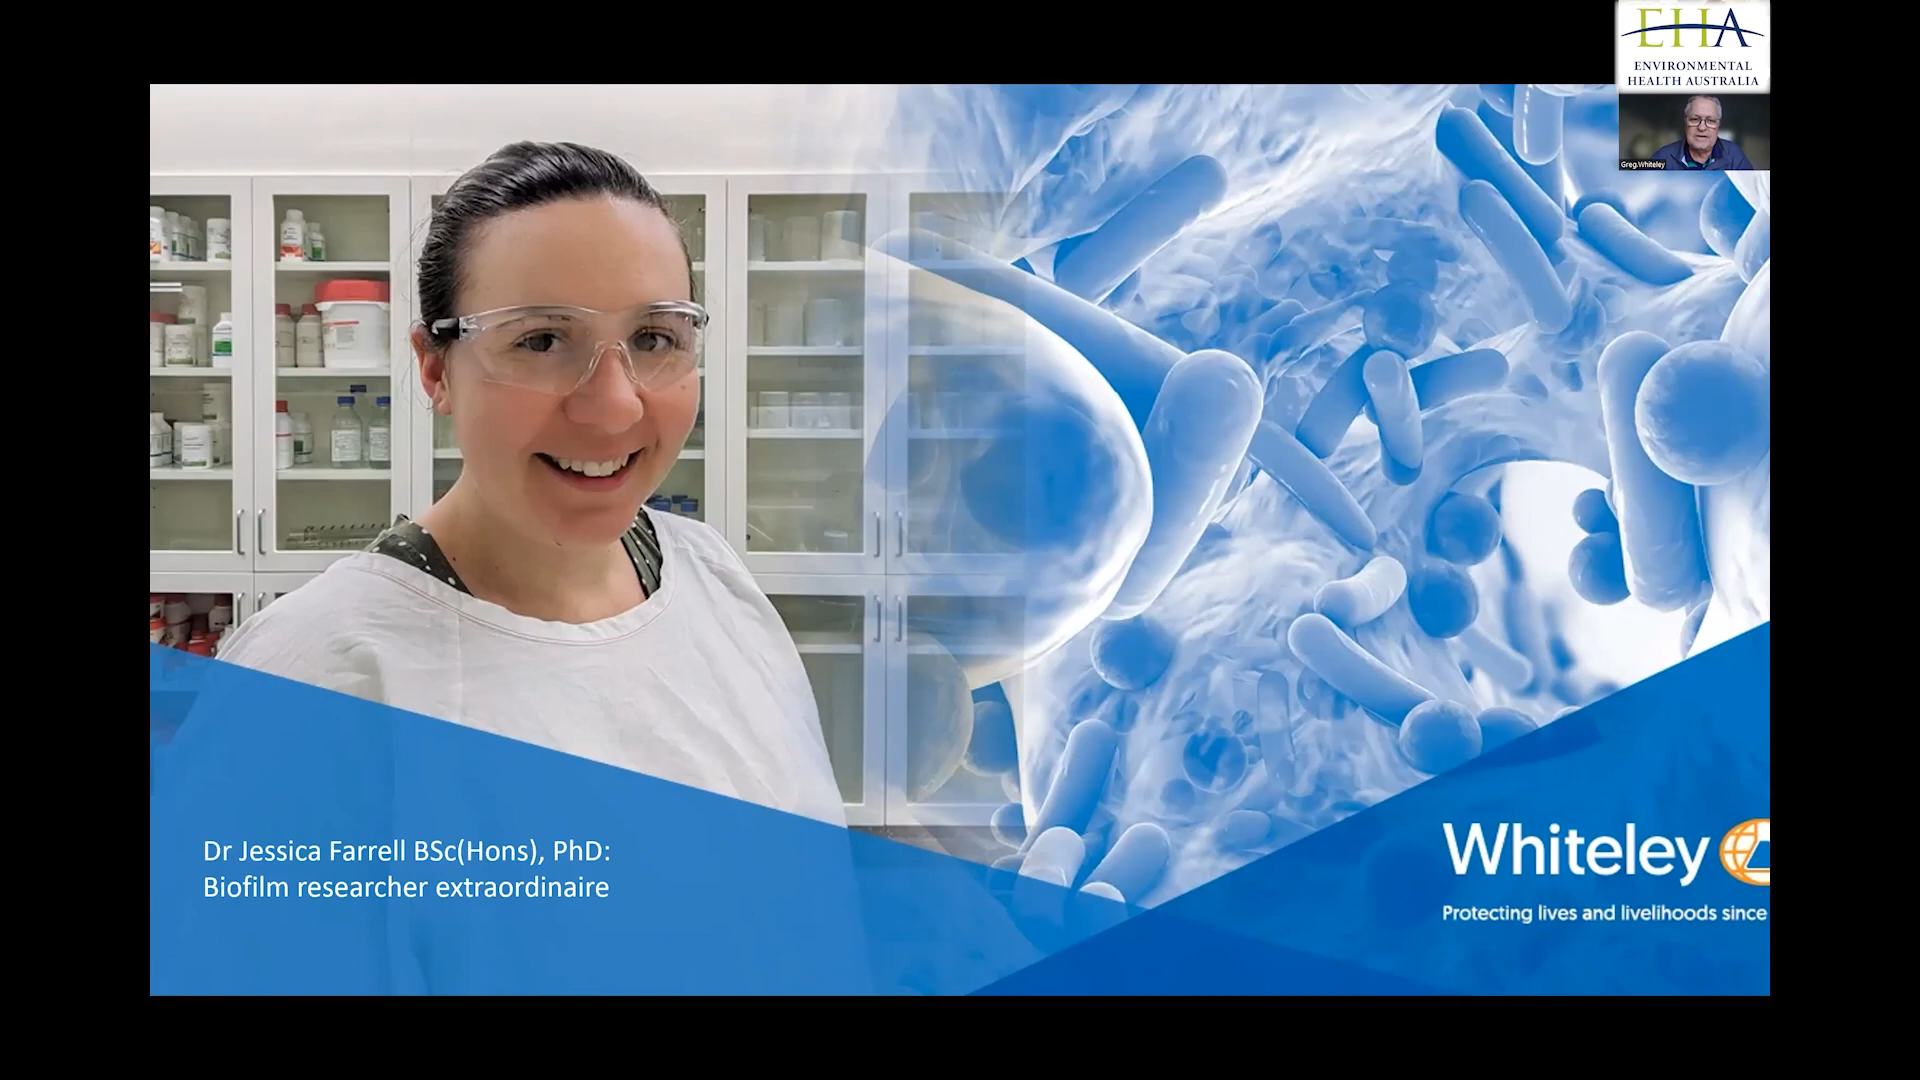 EHA
ENVIRONMENTAL
HEALTH AUSTRALIA
Greg.Whiteley
Dr Jessica Farrell BSc(Hons), PhD:
Biofilm researcher extraordinaire
Whiteley
Protecting lives and livelihoods since